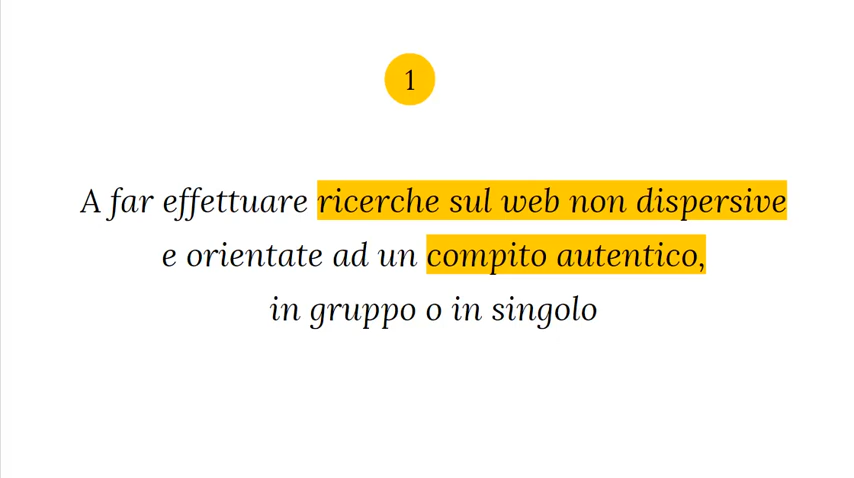 1
A far effettuare ricerche sul web non dispersive
e orientate ad un compito autentico,
in gruppo o in singolo